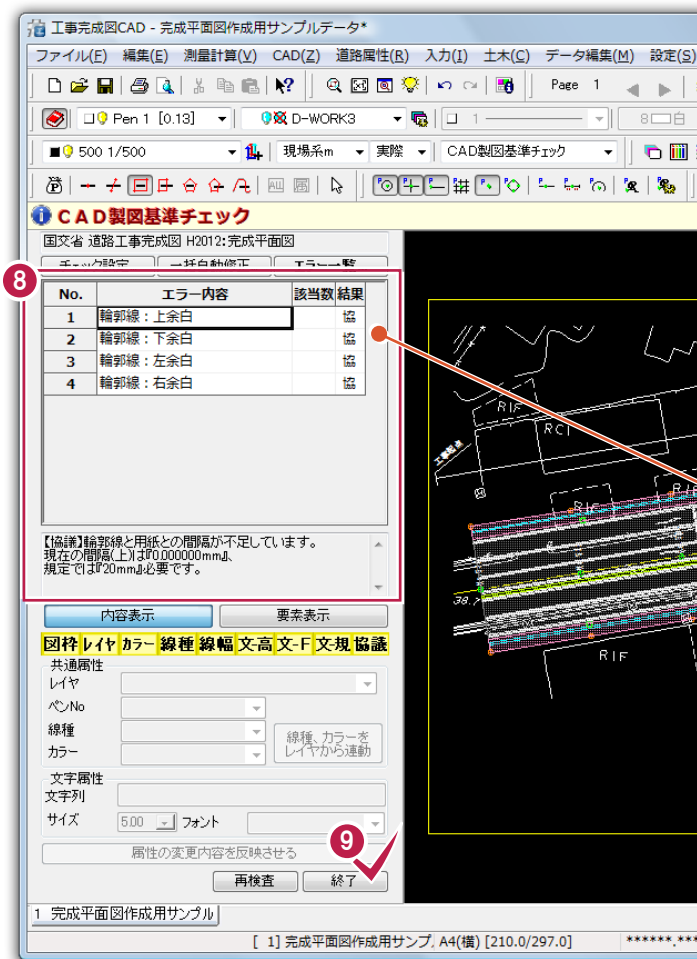 工事完成図CAD - 完成平面図作成用サンプルデータ*
ファイル(F) 編集(E) 測量計算(V) CAD(Z) 道路属性(R) 入力(I) 土木(C) データ編集(M) 設定(S)
Page 1
Pen 1 [0.13] D-WORK3 1 8 白
500 1/500 現場系m 実際 CAD製図基準チェック
CAD製図基準チェック
国交省 道路工事完成図 H2012:完成平面図
チェック設定 一括自動修正 エラー一覧
8
No. エラー内容 該当数 結果
1 輪郭線：上余白 協
2 輪郭線：下余白 協
3 輪郭線：左余白 協
4 輪郭線：右余白 協
【協議】輪郭線と用紙との間隔が不足しています。
現在の間隔(上)は『0.000000mm』、
規定では『20mm』必要です。
内容表示 要素表示
図枠 レイヤ カラー 線種 線幅 文-高 文-F 文-規 協議
共通属性
レイヤ
ペンNo
線種
カラー
線種、カラーを
レイヤから連動
文字属性
文字列
サイズ 5.00 フォント
属性の変更内容を反映させる
9
再検査 終了
RIF
RC
工事起点
RIF
RIF
38.7
RIF
1 完成平面図作成用サンプル
[ 1] 完成平面図作成用サンプ. A4(横) [210.0/297.0] ******.***